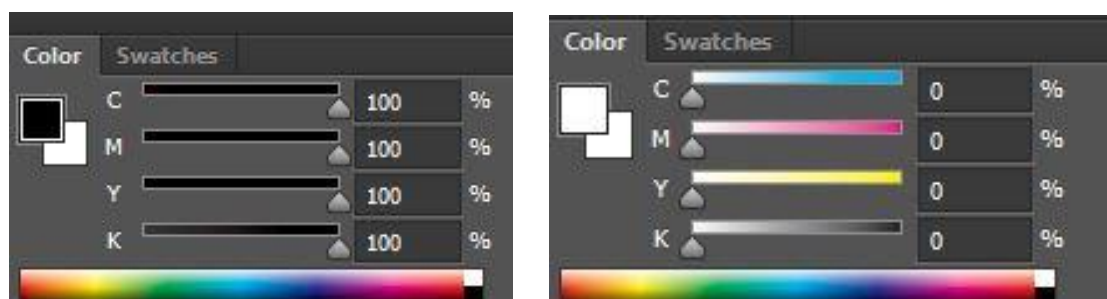 Color Swatches
C 100 %
M 100 %
Y 100 %
K 100 %
Color Swatches
C 0 %
M 0 %
Y 0 %
K 0 %